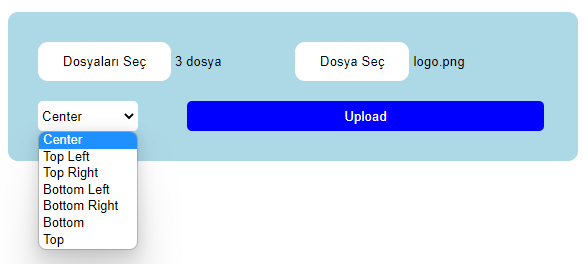 Dosyaları Seç 3 dosya Dosya Seç logo.png
Center Upload
Center
Top Left
Top Right
Bottom Left
Bottom Right
Bottom
Top